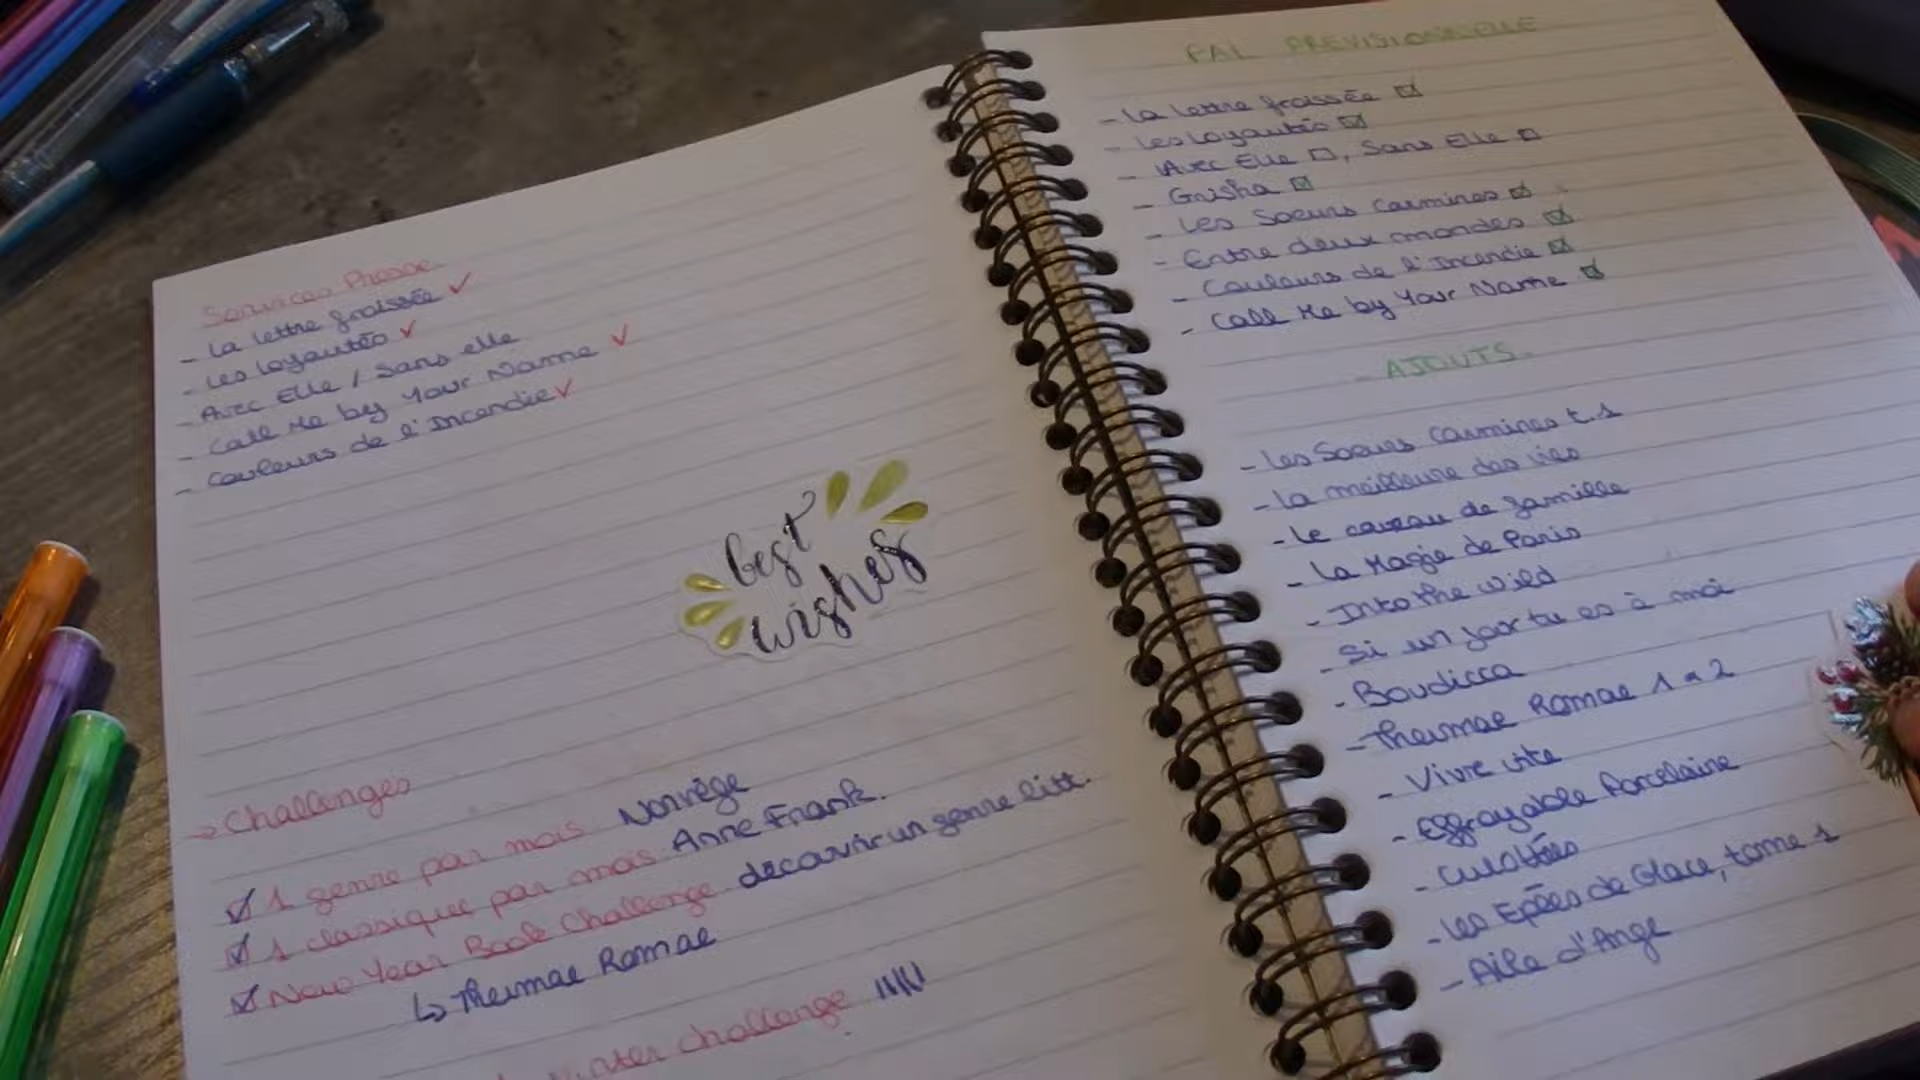 Services Presse
- La lettre froissée ✓
- Les loyautés ✓
- Avec Elle / Sans elle
- Call Me by Your Name ✓
- Couleurs de l'Incendie ✓
best
wishes
→ Challenges
☑ 1 genre par mois Norvège
☑ 1 classique par mois Anne Frank.
☑ New Year Book Challenge découvrir un genre litt.
↳ Thermae Romae
Winter challenge
PAL PREVISIONNELLE
- La lettre froissée ☑
- Les loyautés ☑
- Avec Elle ☐, Sans Elle ☐
- Grisha ☑
- Les Soeurs Carmines ☑
- Entre deux mondes ☑
- Couleurs de l'Incendie ☑
- Call Me by Your Name ☑
AJOUTS
- Les Soeurs Carmines t.1
- La meilleure des vies
- Le caveau de famille
- La Magie de Paris
- Into the wild
- Si un jour tu es à moi
- Boudicca
- Thermae Romae 1 à 2
- Vivre vite
- Effroyable Porcelaine
- Culottées
- Les Epées de Glace, tome 1
- Aile d'Ange